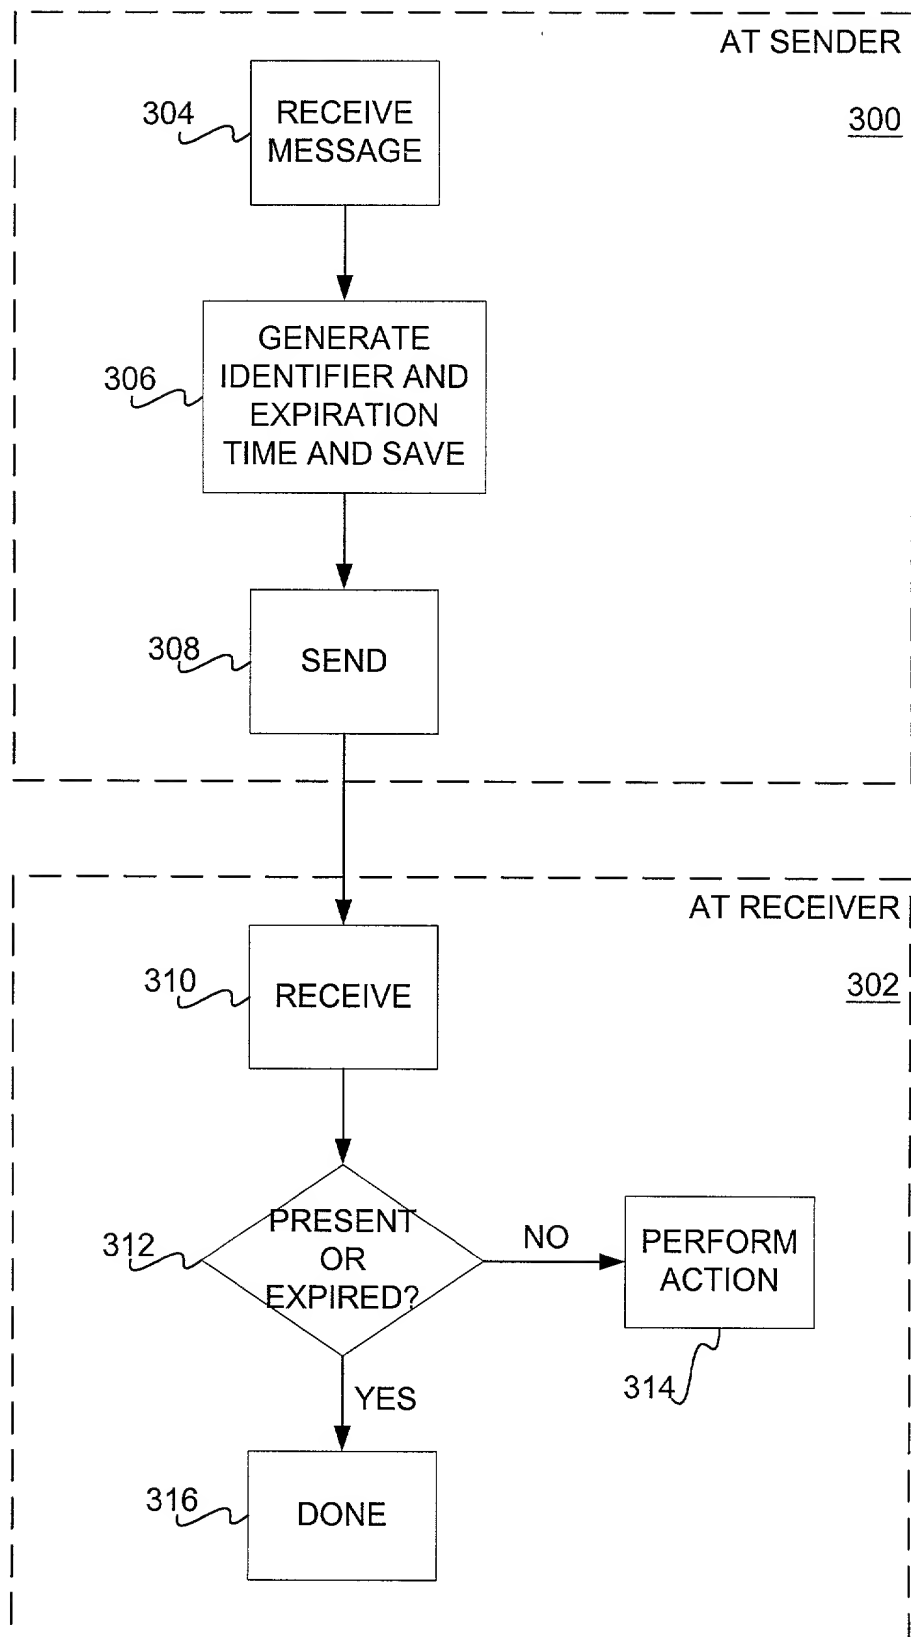 AT SENDER
300
304
RECEIVE
MESSAGE
306
GENERATE
IDENTIFIER AND
EXPIRATION
TIME AND SAVE
308
SEND
AT RECEIVER
302
310
RECEIVE
312
PRESENT
OR
EXPIRED?
NO
PERFORM
ACTION
314
YES
316
DONE